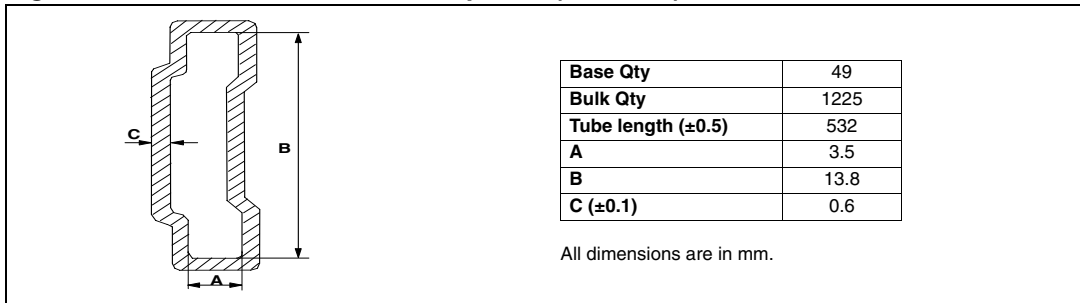 C
B
A
Base Qty 49
Bulk Qty 1225
Tube length (±0.5) 532
A 3.5
B 13.8
C (±0.1) 0.6
All dimensions are in mm.